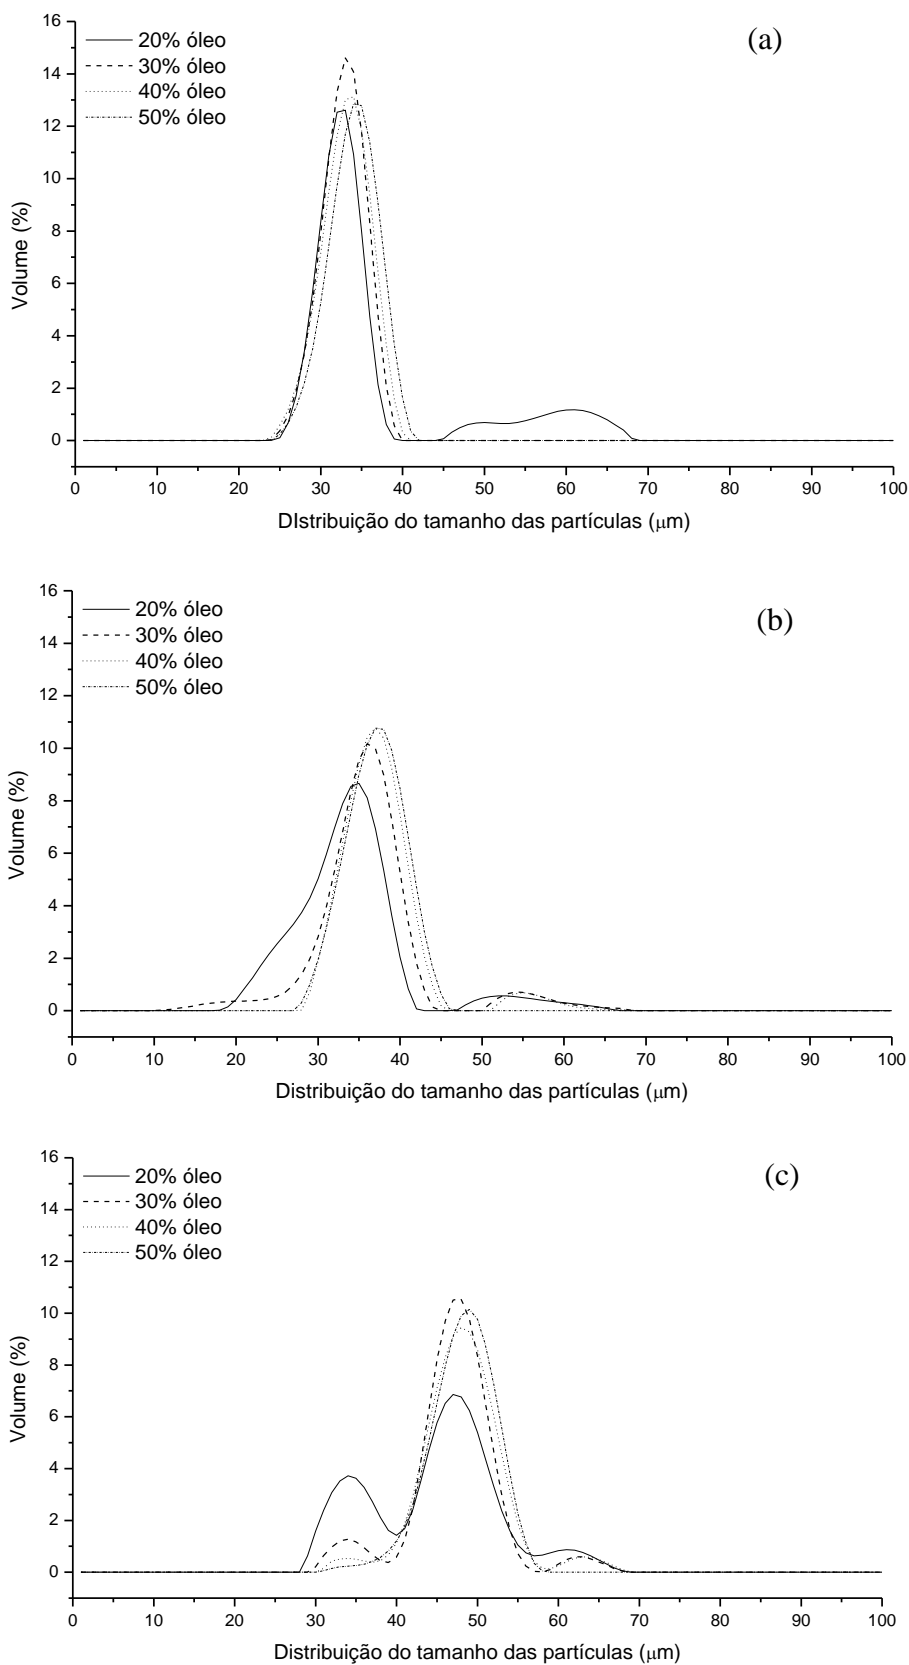 (a)
20% óleo
30% óleo
40% óleo
50% óleo
16
14
12
10
8
6
4
2
0
Volume (%)
0 10 20 30 40 50 60 70 80 90 100
DIstribuição do tamanho das partículas (μm)
(b)
20% óleo
30% óleo
40% óleo
50% óleo
16
14
12
10
8
6
4
2
0
Volume (%)
0 10 20 30 40 50 60 70 80 90 100
Distribuição do tamanho das partículas (μm)
(c)
20% óleo
30% óleo
40% óleo
50% óleo
16
14
12
10
8
6
4
2
0
Volume (%)
0 10 20 30 40 50 60 70 80 90 100
Distribuição do tamanho das partículas (μm)